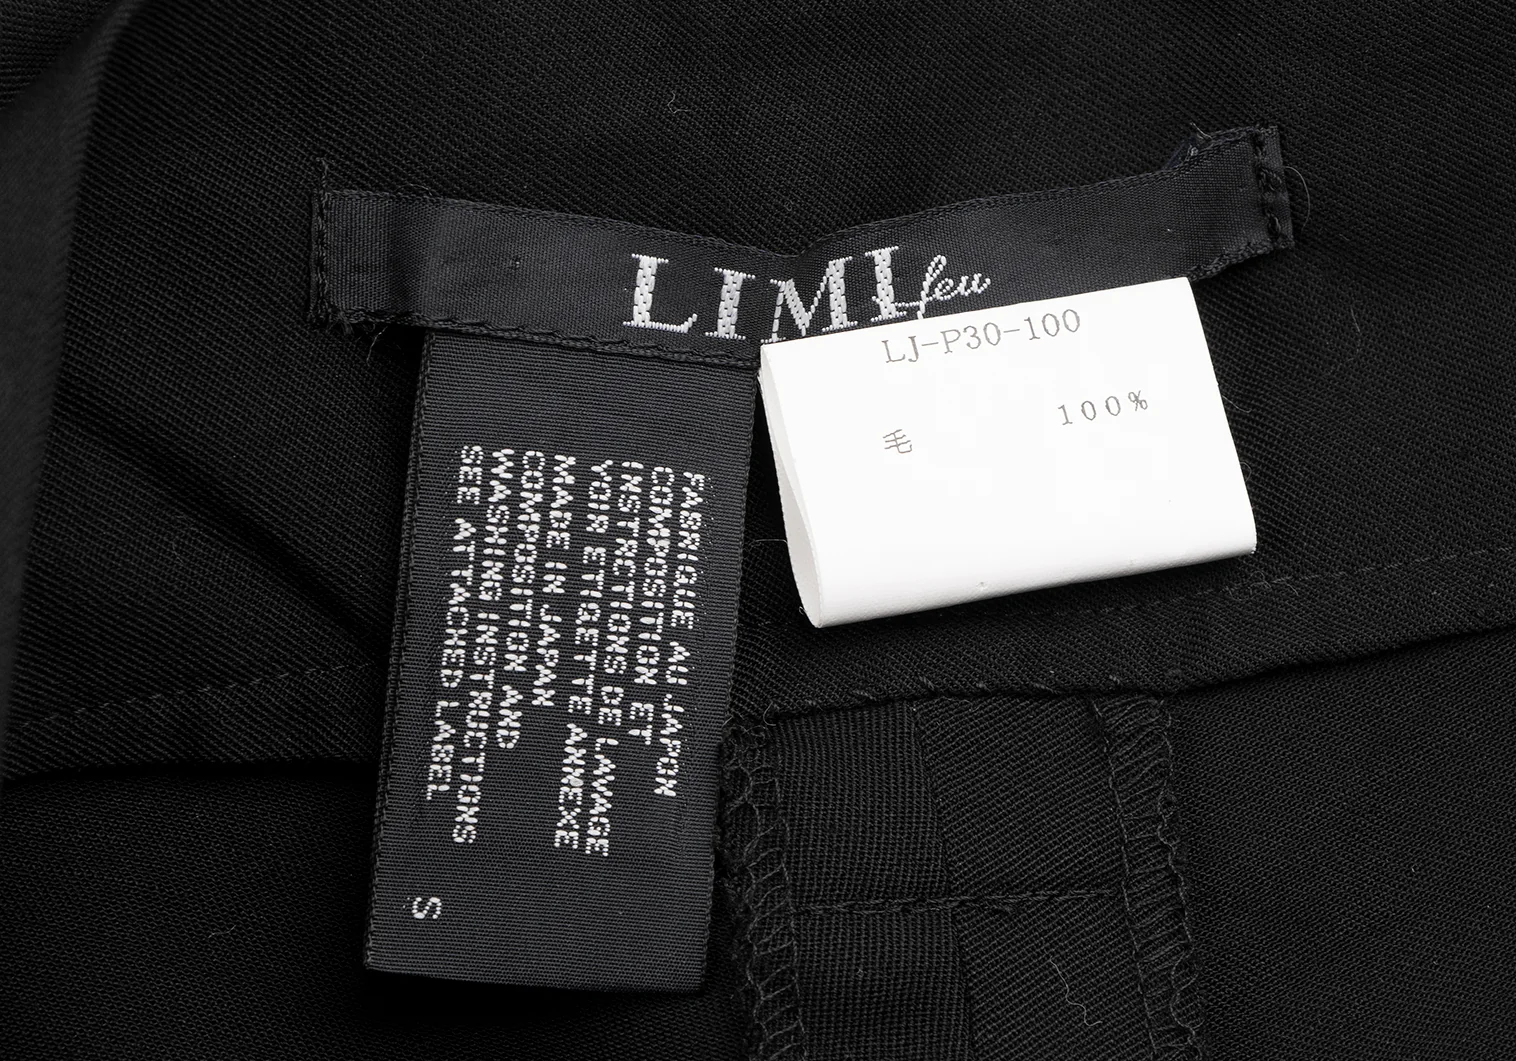 LIMI feu
LJ-P30-100
毛 100%
FABRIQUE AU JAPON
COMPOSITION ET
INSTRUCTIONS DE LAVAGE
VOIR ETIQETTE ANNEXE
MADE IN JAPAN
COMPOSITION AND
WASHING INSTRUCTIONS
SEE ATTACHED LABEL
S